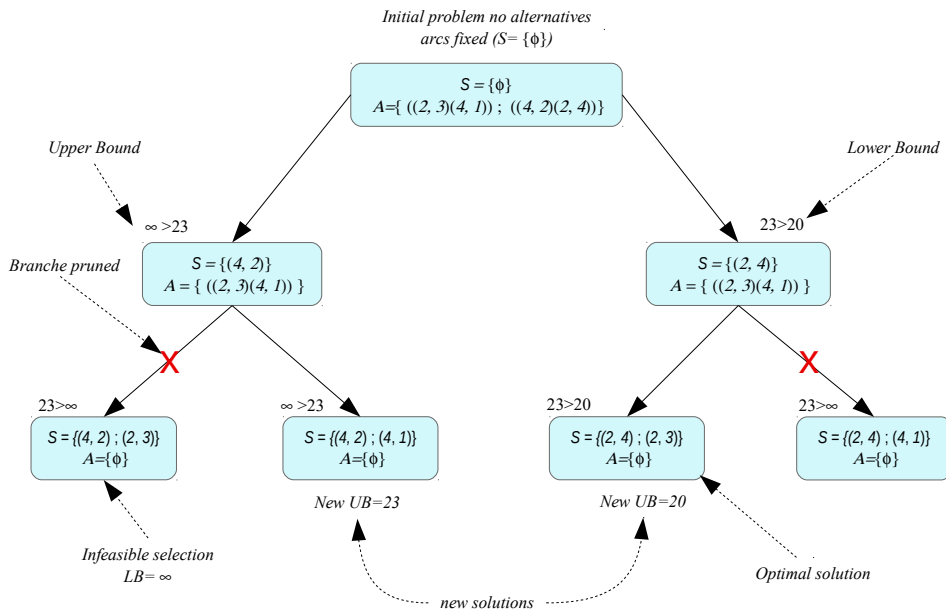 Initial problem no alternatives
arcs fixed (S= {ϕ})
S = {ϕ}
A={ ((2, 3)(4, 1)) ; ((4, 2)(2, 4))}
Upper Bound
Lower Bound
∞ >23
23>20
S = {(4, 2)}
A = { ((2, 3)(4, 1)) }
S = {(2, 4)}
A = { ((2, 3)(4, 1)) }
Branche pruned
X
X
23>∞
∞ >23
23>20
23>∞
S = {(4, 2) ; (2, 3)}
A={ϕ}
S = {(4, 2) ; (4, 1)}
A={ϕ}
S = {(2, 4) ; (2, 3)}
A={ϕ}
S = {(2, 4) ; (4, 1)}
A={ϕ}
New UB=23
New UB=20
Infeasible selection
LB= ∞
Optimal solution
new solutions